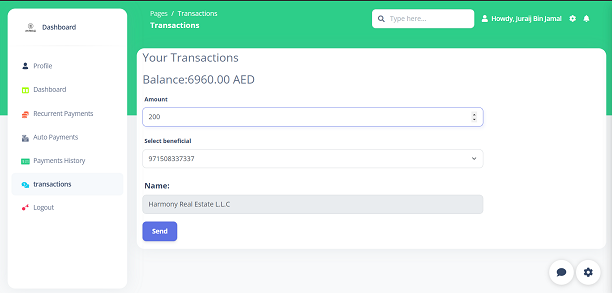 Dashboard
Profile
Dashboard
Recurrent Payments
Auto Payments
Payments History
transactions
Logout
Pages / Transactions
Transactions
Type here...
Howdy, Juraij Bin Jamal
Your Transactions
Balance:6960.00 AED
Amount
200
Select beneficial
971508337337
Name:
Harmony Real Estate L.L.C
Send